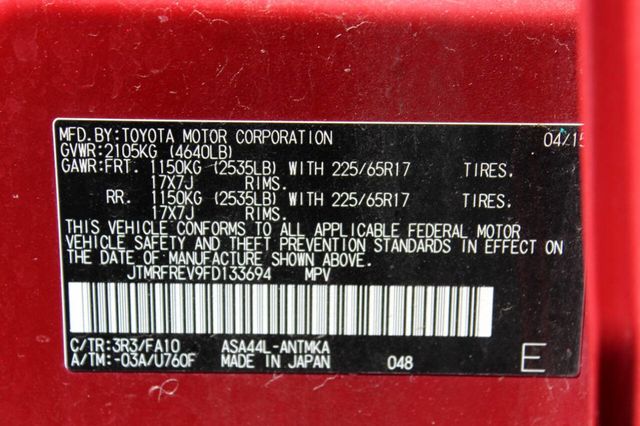 MFD.BY:TOYOTA MOTOR CORPORATION 04/15
GVWR:2105KG (4640LB)
GAWR:FRT. 1150KG (2535LB) WITH 225/65R17 TIRES.
17X7J RIMS.
RR. 1150KG (2535LB) WITH 225/65R17 TIRES.
17X7J RIMS.
THIS VEHICLE CONFORMS TO ALL APPLICABLE FEDERAL MOTOR
VEHICLE SAFETY AND THEFT PREVENTION STANDARDS IN EFFECT ON
THE DATE OF MANUFACTURE SHOWN ABOVE.
JTMRFREV9FD133694 MPV
C/TR:3R3/FA10 ASA44L-ANTMKA
A/TM:-03A/U760F MADE IN JAPAN 048 E